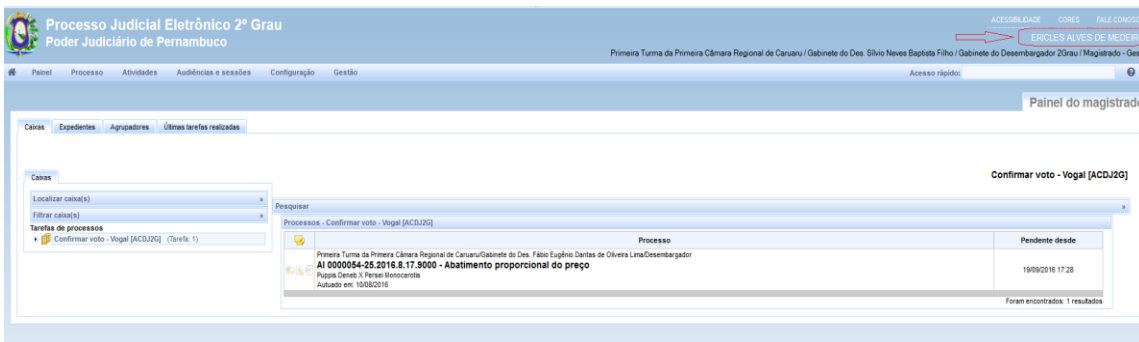 Processo Judicial Eletrônico 2º Grau
Poder Judiciário de Pernambuco
ACESSIBILIDADE CORES FALE CONOSC
ERICLES ALVES DE MEDEIR
Primeira Turma da Primeira Câmara Regional de Caruaru / Gabinete do Des. Sílvio Neves Baptista Filho / Gabinete do Desembargador 2Grau / Magistrado - Ges
Painel Processo Atividades Audiências e sessões Configuração Gestão Acesso rápido:
Painel do magistrado
Caixas Expedientes Agrupadores Últimas tarefas realizadas
Confirmar voto - Vogal [ACDJ2G]
Caixas
Localizar caixa(s) »
Filtrar caixa(s) »
Tarefas de processos
Confirmar voto - Vogal [ACDJ2G] (Tarefa: 1)
Pesquisar »
Processos - Confirmar voto - Vogal [ACDJ2G]
Processo Pendente desde
Primeira Turma da Primeira Câmara Regional de Caruaru/Gabinete do Des. Fábio Eugênio Dantas de Oliveira Lima/Desembargador
AI 0000054-25.2016.8.17.9000 - Abatimento proporcional do preço
Puppis Deneb X Persei Monocerotis
Autuado em: 10/08/2016
19/09/2016 17:28
Foram encontrados: 1 resultados